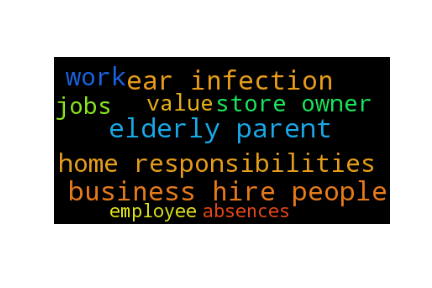 work ear infection
jobs value store owner
elderly parent
home responsibilities
business hire people
employee absences